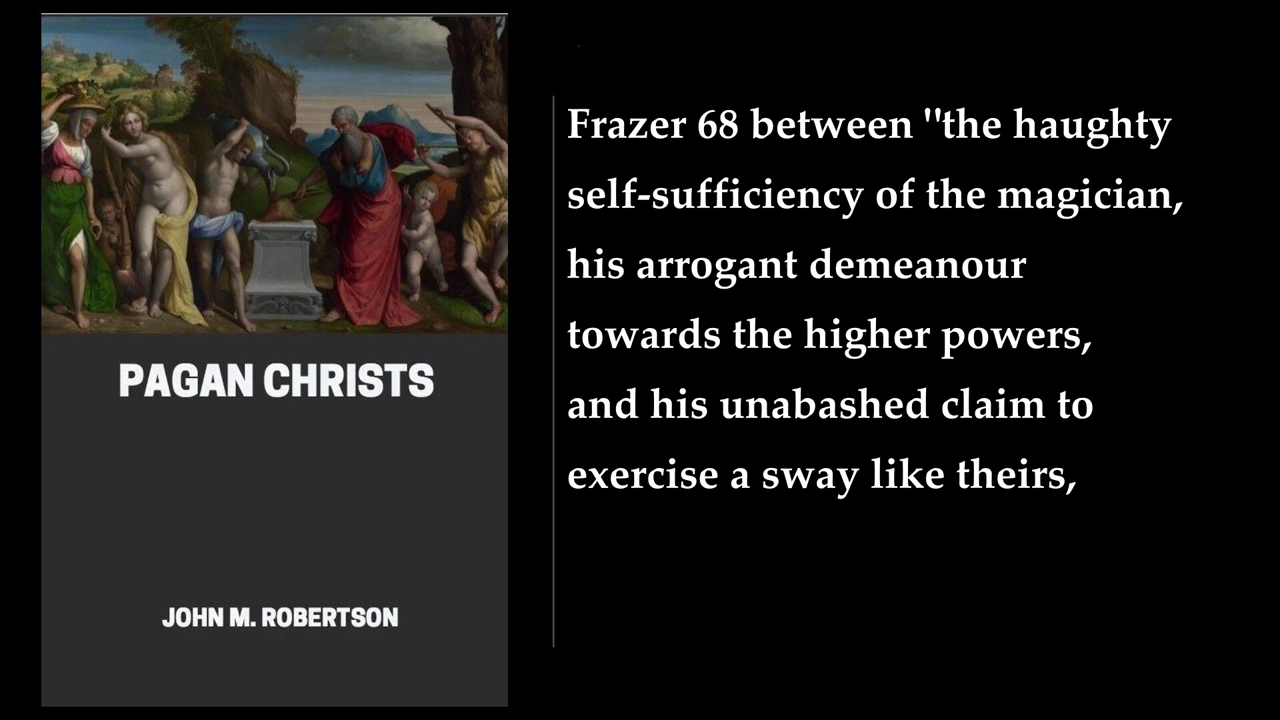 PAGAN CHRISTS
JOHN M. ROBERTSON
Frazer 68 between "the haughty
self-sufficiency of the magician,
his arrogant demeanour
towards the higher powers,
and his unabashed claim to
exercise a sway like theirs,